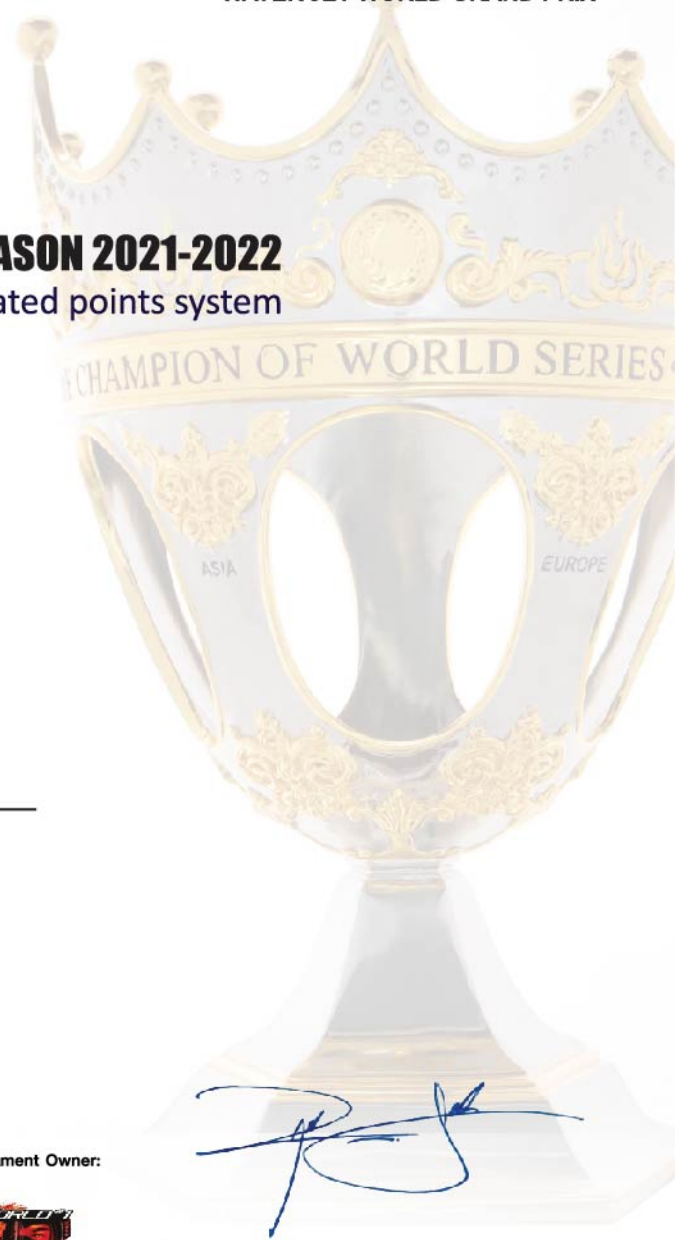 ASON 2021-2022
ated points system
CHAMPION OF WORLD SERIES
ASIA
EUROPE
ment Owner: